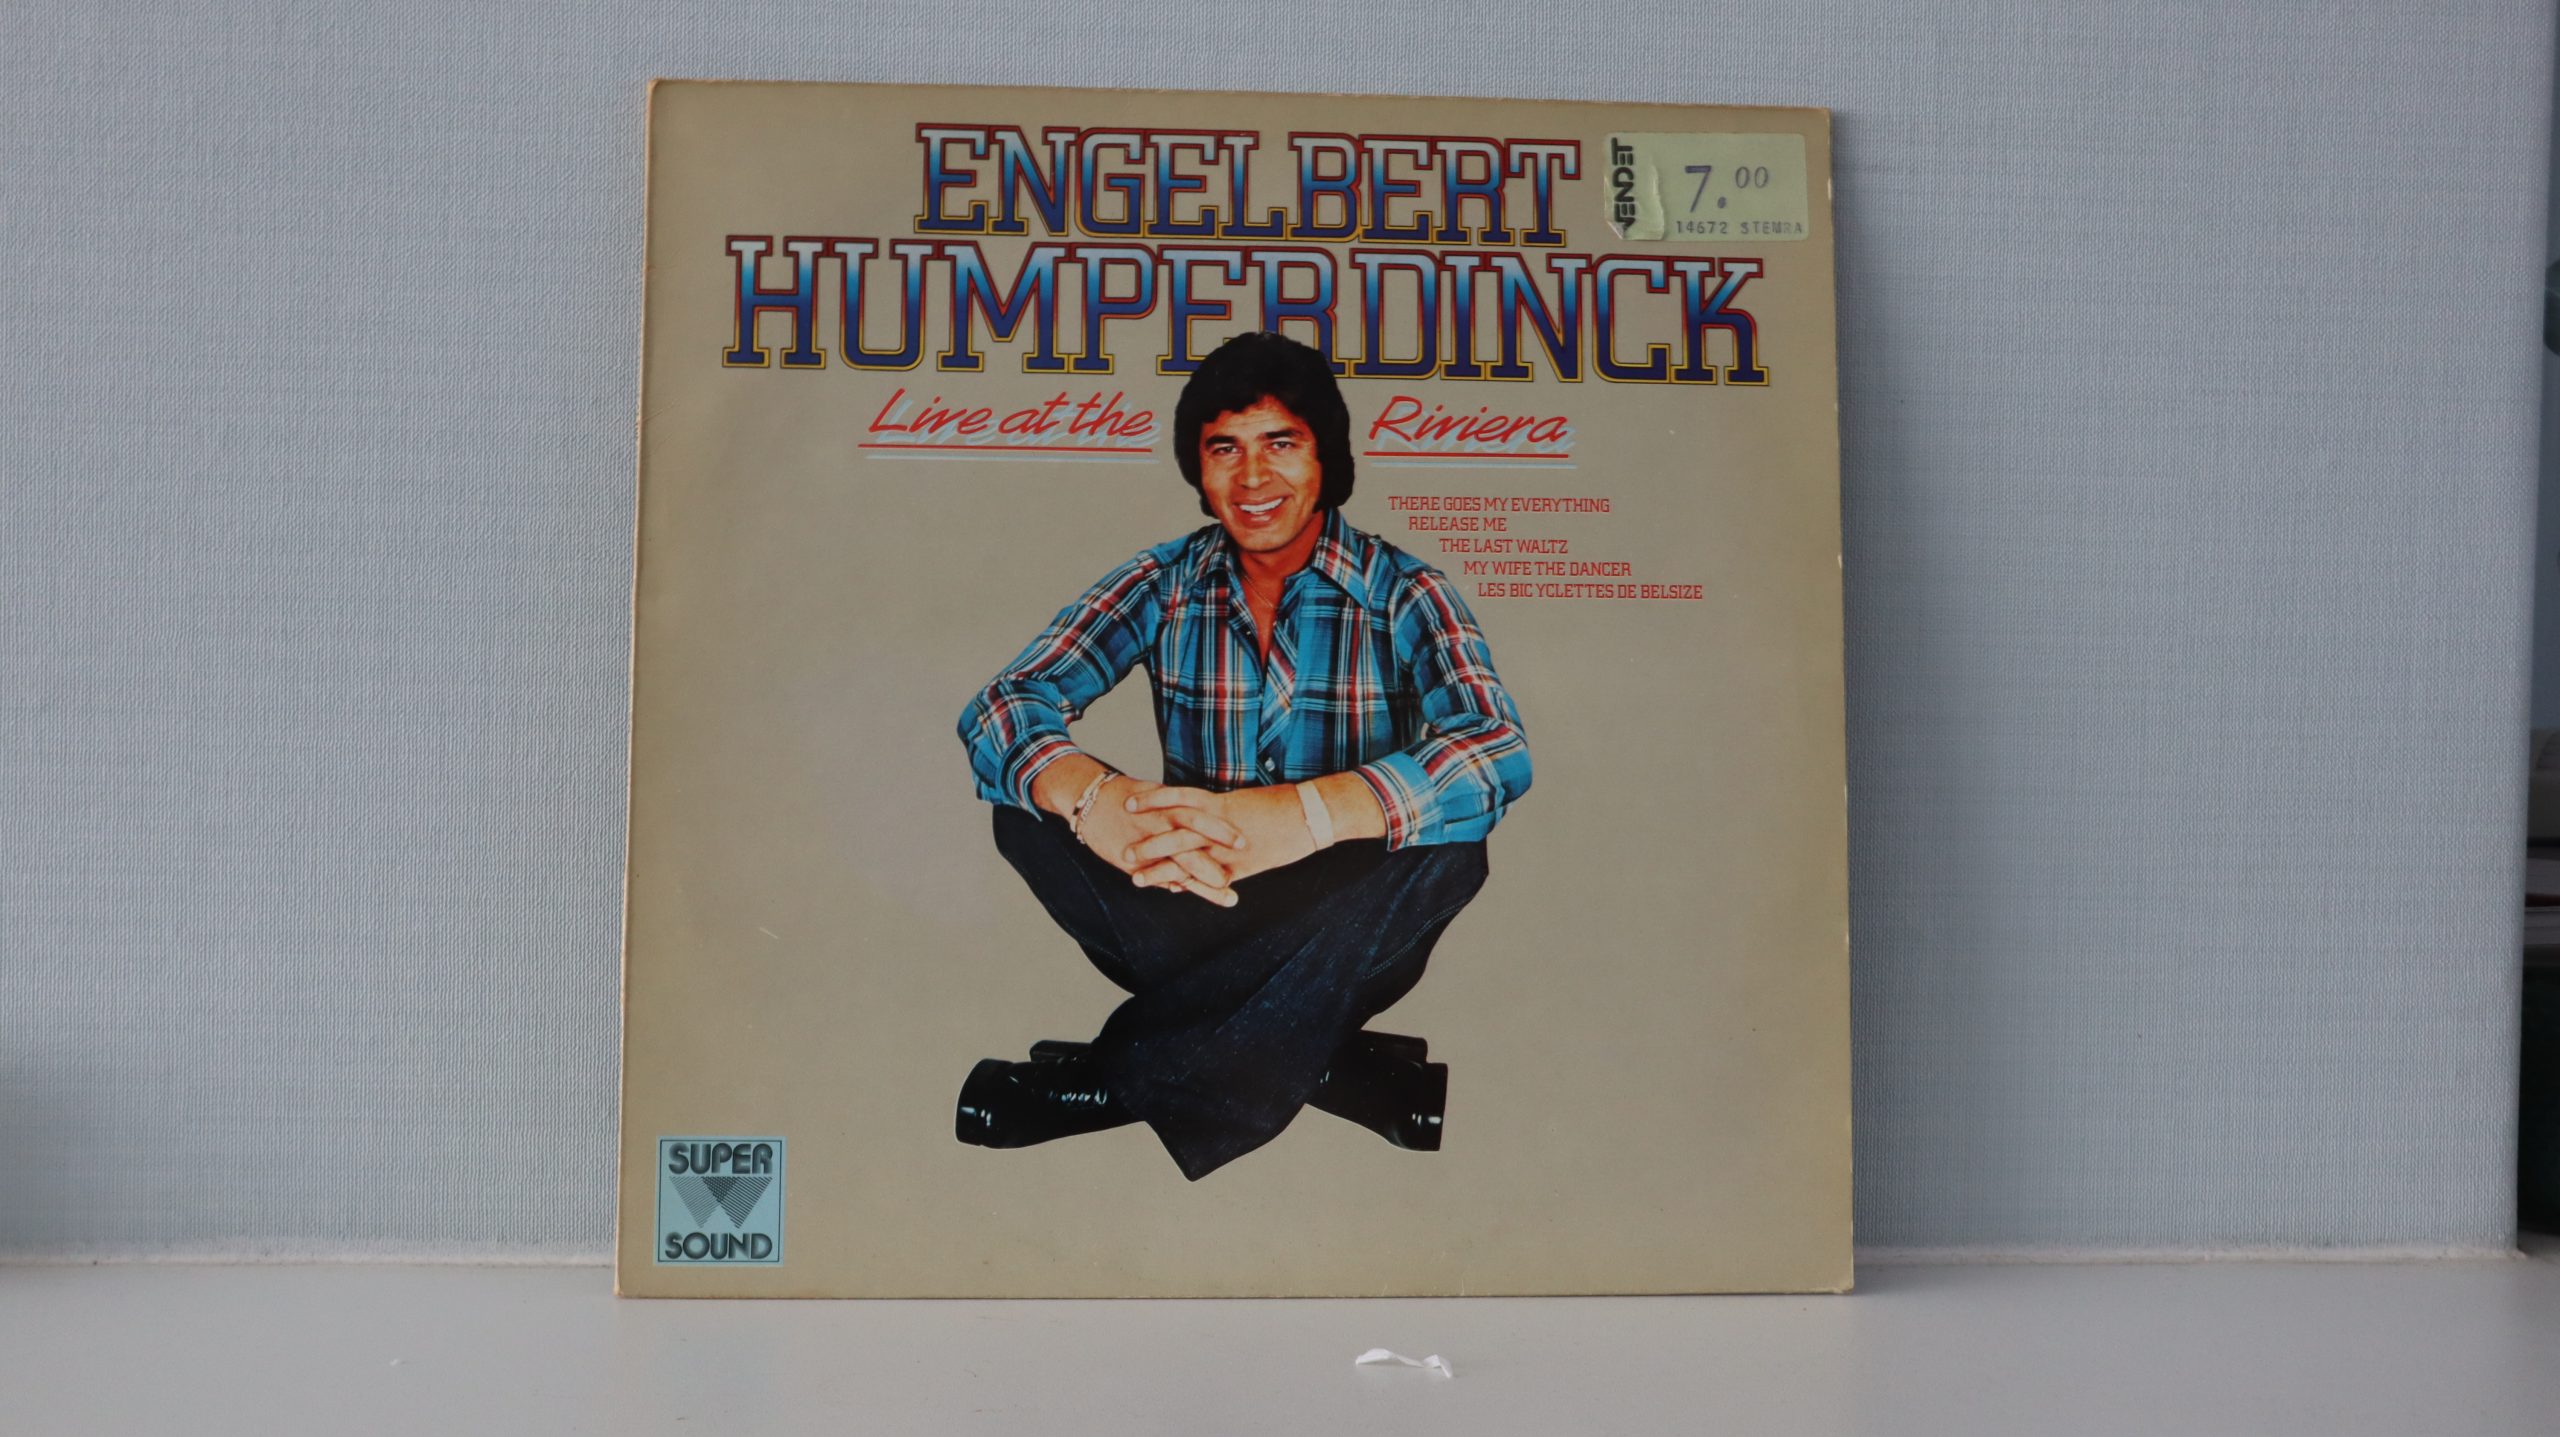 ENGELBERT
HUMPERDINCK
VENDET
7.00
14672 STEMRA
Live at the Riviera
THERE GOES MY EVERYTHING
RELEASE ME
THE LAST WALTZ
MY WIFE THE DANCER
LES BIC YCLETTES DE BELSIZE
SUPER
SOUND